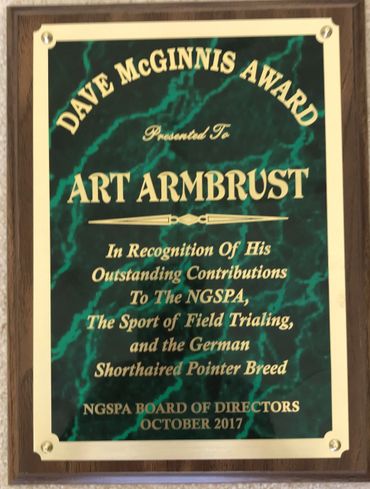 DAVE McGINNIS AWARD
Presented To
ART ARMBRUST
In Recognition Of His
Outstanding Contributions
To The NGSPA,
The Sport of Field Trialing,
and the German
Shorthaired Pointer Breed
NGSPA BOARD OF DIRECTORS
OCTOBER 2017